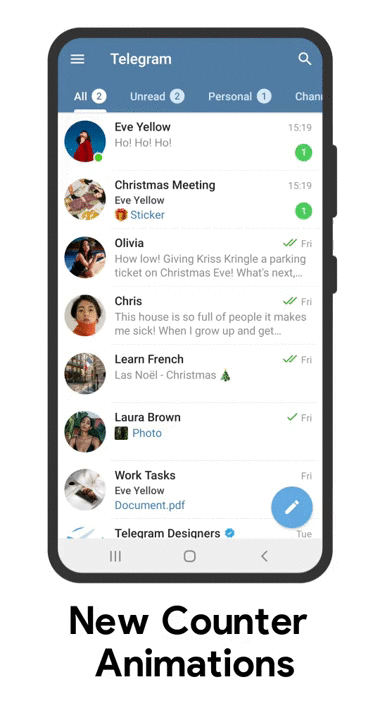 Telegram
All 2 Unread 2 Personal 1 Chann
Eve Yellow 15:19
Ho! Ho! Ho! 1
Christmas Meeting 15:19
Eve Yellow
🎁 Sticker 1
Olivia Fri
How low! Giving Kriss Kringle a parking
ticket on Christmas Eve! What's next,...
Chris Fri
This house is so full of people it makes
me sick! When I grow up and get...
Learn French Fri
Las Noël - Christmas 🎄
Laura Brown Fri
Photo
Work Tasks Fri
Eve Yellow
Document.pdf
Telegram Designers Tue
New Counter
Animations